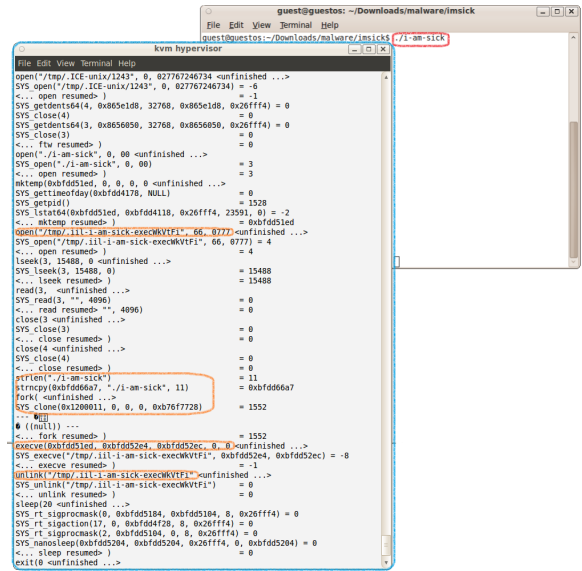 guest@guestos: ~/Downloads/malware/imsick
File Edit View Terminal Help
guest@guestos:~/Downloads/malware/imsick$ ./i-am-sick
kvm hypervisor
File Edit View Terminal Help
open("/tmp/.ICE-unix/1243", 0, 027767246734 <unfinished ...>
SYS_open("/tmp/.ICE-unix/1243", 0, 027767246734) = -6
<... open resumed> ) = -1
SYS_getdents64(4, 0x865e1d8, 32768, 0x865e1d8, 0x26fff4) = 0
SYS_close(4) = 0
SYS_getdents64(3, 0x8656050, 32768, 0x8656050, 0x26fff4) = 0
SYS_close(3) = 0
<... ftw resumed> ) = 0
open("./i-am-sick", 0, 00 <unfinished ...>
SYS_open("./i-am-sick", 0, 00) = 3
<... open resumed> ) = 3
mktemp(0xbfdd51ed, 0, 0, 0, 0 <unfinished ...>
SYS_gettimeofday(0xbfdd4178, NULL) = 0
SYS_getpid() = 1528
SYS_lstat64(0xbfdd51ed, 0xbfdd4118, 0x26fff4, 23591, 0) = -2
<... mktemp resumed> ) = 0xbfdd51ed
open("/tmp/.iil-i-am-sick-execWkVtFi", 66, 0777 <unfinished ...>
SYS_open("/tmp/.iil-i-am-sick-execWkVtFi", 66, 0777) = 4
<... open resumed> ) = 4
lseek(3, 15488, 0 <unfinished ...>
SYS_lseek(3, 15488, 0) = 15488
<... lseek resumed> ) = 15488
read(3, <unfinished ...>
SYS_read(3, "", 4096) = 0
<... read resumed> "", 4096) = 0
close(3 <unfinished ...>
SYS_close(3) = 0
<... close resumed> ) = 0
close(4 <unfinished ...>
SYS_close(4) = 0
<... close resumed> ) = 0
strlen("./i-am-sick") = 11
strncpy(0xbfdd66a7, "./i-am-sick", 11) = 0xbfdd66a7
fork( <unfinished ...>
SYS_clone(0x1200011, 0, 0, 0, 0xb76f7728) = 1552
--- �
� ((null)) ---
<... fork resumed> ) = 1552
execve(0xbfdd51ed, 0xbfdd52e4, 0xbfdd52ec, 0, 0 <unfinished ...>
SYS_execve("/tmp/.iil-i-am-sick-execWkVtFi", 0xbfdd52e4, 0xbfdd52ec) = -8
<... execve resumed> ) = -1
unlink("/tmp/.iil-i-am-sick-execWkVtFi" <unfinished ...>
SYS_unlink("/tmp/.iil-i-am-sick-execWkVtFi") = 0
<... unlink resumed> ) = 0
sleep(20 <unfinished ...>
SYS_rt_sigprocmask(0, 0xbfdd5184, 0xbfdd5104, 8, 0x26fff4) = 0
SYS_rt_sigaction(17, 0, 0xbfdd4f28, 8, 0x26fff4) = 0
SYS_rt_sigprocmask(2, 0xbfdd5104, 0, 8, 0x26fff4) = 0
SYS_nanosleep(0xbfdd5204, 0xbfdd5204, 0x26fff4, 0, 0xbfdd5204) = 0
<... sleep resumed> ) = 0
exit(0 <unfinished ...>